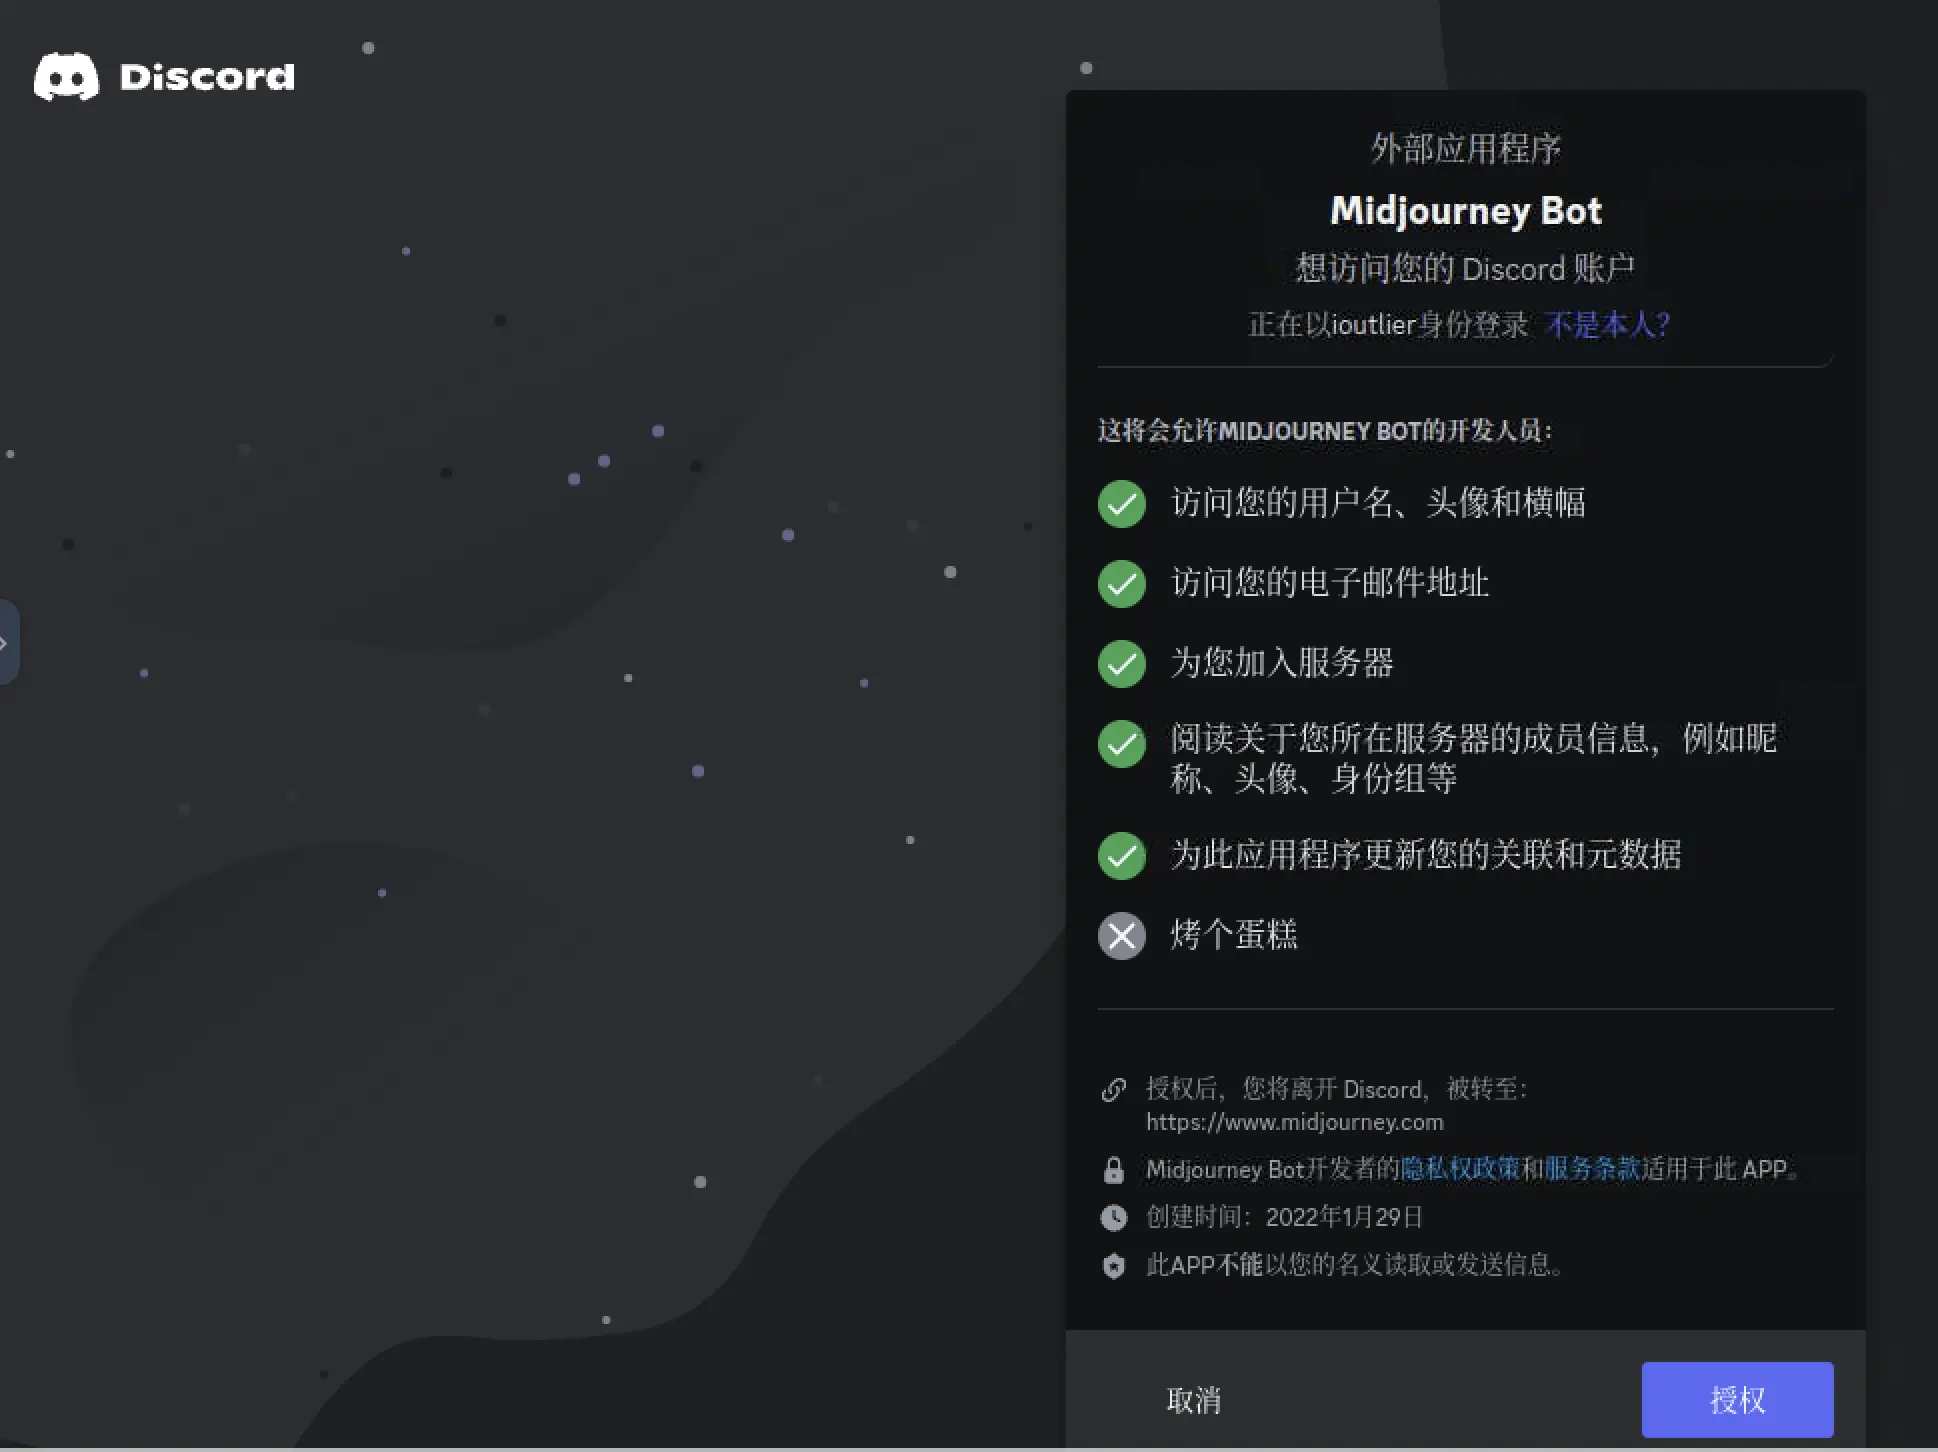 Discord
外部应用程序
Midjourney Bot
想访问您的 Discord 账户
正在以ioutlier身份登录 不是本人?
这将会允许MIDJOURNEY BOT的开发人员：
访问您的用户名、头像和横幅
访问您的电子邮件地址
为您加入服务器
阅读关于您所在服务器的成员信息，例如昵
称、头像、身份组等
为此应用程序更新您的关联和元数据
烤个蛋糕
授权后，您将离开 Discord，被转至：
https://www.midjourney.com
Midjourney Bot开发者的隐私权政策和服务条款适用于此 APP。
创建时间：2022年1月29日
此APP不能以您的名义读取或发送信息。
取消
授权